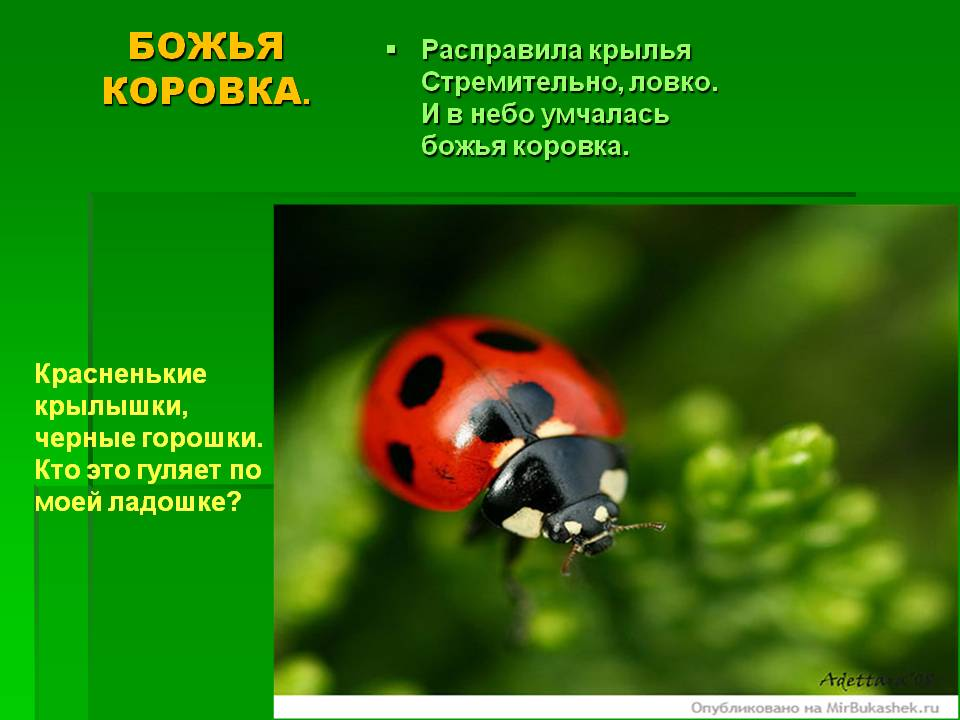 БОЖЬЯ
КОРОВКА.
▪ Расправила крылья
Стремительно, ловко.
И в небо умчалась
божья коровка.
Красненькие
крылышки,
черные горошки.
Кто это гуляет по
моей ладошке?
Adettara'08
Опубликовано на MirBukashek.ru